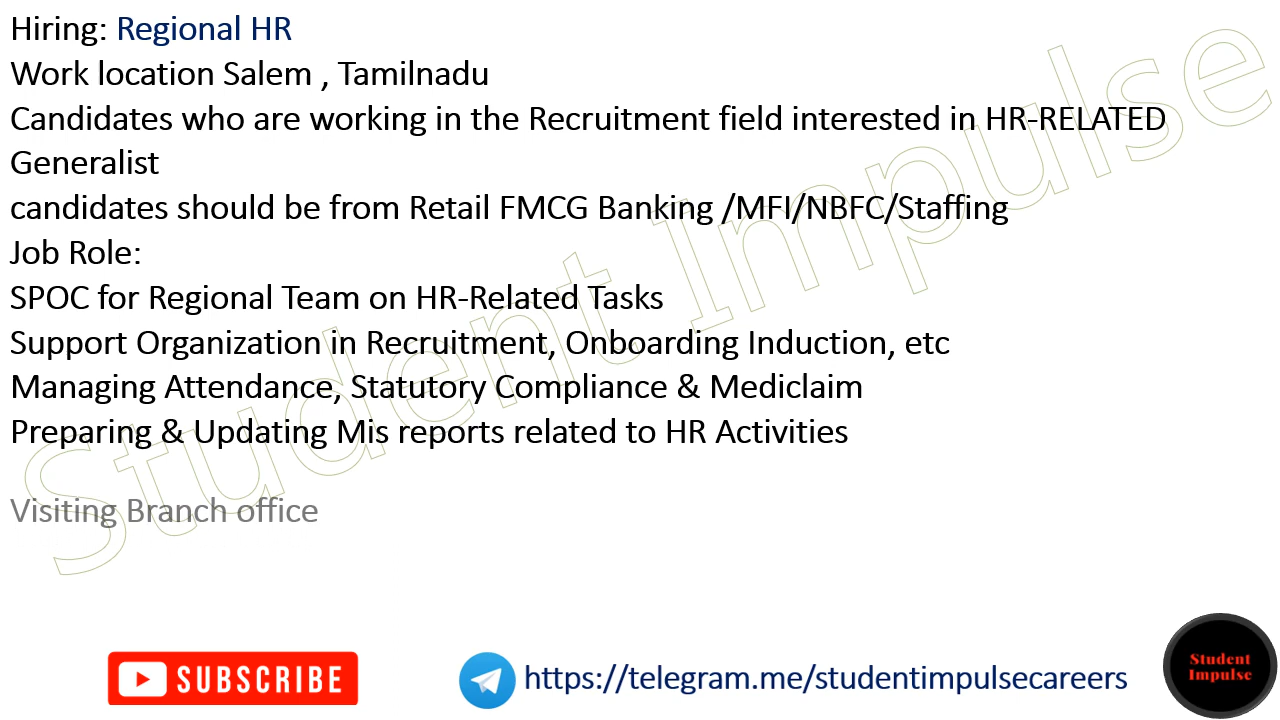 Hiring: Regional HR
Work location Salem , Tamilnadu
Candidates who are working in the Recruitment field interested in HR-RELATED
Generalist
candidates should be from Retail FMCG Banking /MFI/NBFC/Staffing
Job Role:
SPOC for Regional Team on HR-Related Tasks
Support Organization in Recruitment, Onboarding Induction, etc
Managing Attendance, Statutory Compliance & Mediclaim
Preparing & Updating Mis reports related to HR Activities
Visiting Branch office
Student Impulse
SUBSCRIBE
https://telegram.me/studentimpulsecareers
Student
Impulse